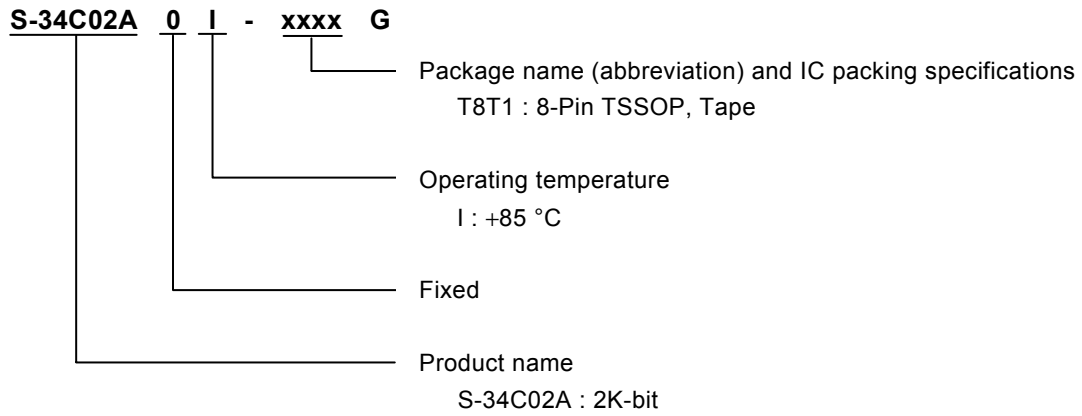 S-34C02A 0 I - xxxx G
Package name (abbreviation) and IC packing specifications
T8T1 : 8-Pin TSSOP, Tape
Operating temperature
I : +85 °C
Fixed
Product name
S-34C02A : 2K-bit